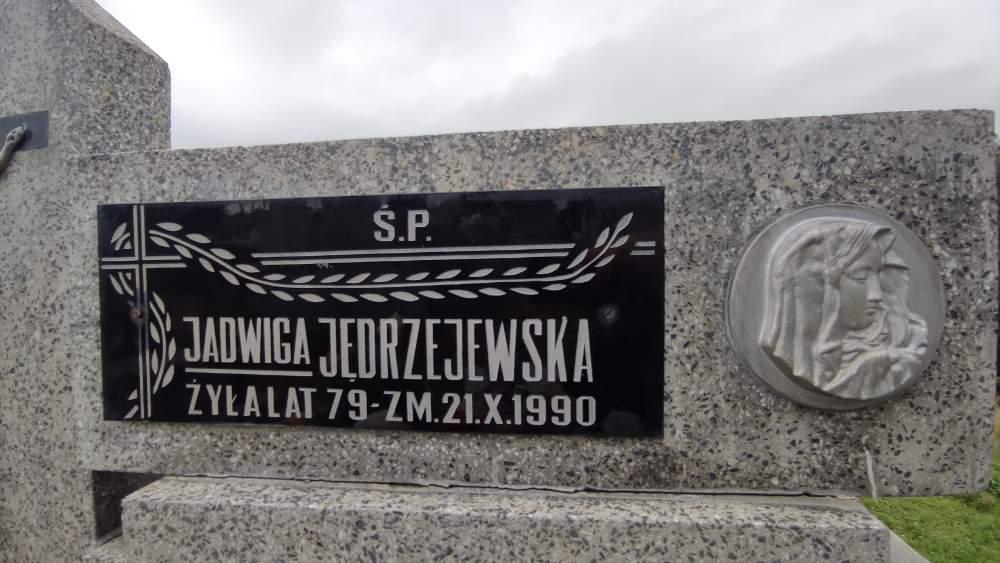 Ś.P.
JADWIGA JĘDRZEJEWSKA
ŻYŁA LAT 79-ZM.21.X.1990